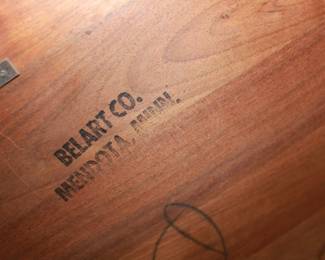 BELART CO.
MENDOTA, MINN.